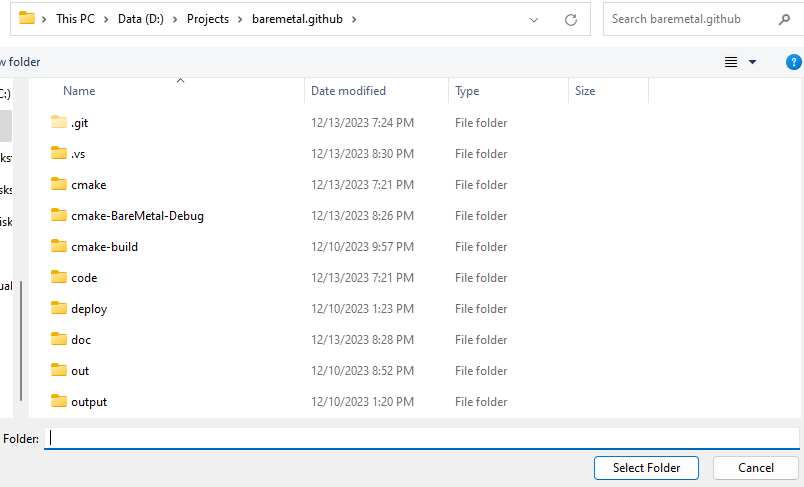 This PC > Data (D:) > Projects > baremetal.github >
Search baremetal.github
w folder
C:)
Name Date modified Type Size
.git 12/13/2023 7:24 PM File folder
.vs 12/13/2023 8:30 PM File folder
cmake 12/13/2023 7:21 PM File folder
cmake-BareMetal-Debug 12/13/2023 8:26 PM File folder
cmake-build 12/10/2023 9:57 PM File folder
code 12/13/2023 7:21 PM File folder
deploy 12/10/2023 1:23 PM File folder
doc 12/13/2023 8:28 PM File folder
out 12/10/2023 8:52 PM File folder
output 12/10/2023 1:20 PM File folder
Folder:
Select Folder Cancel